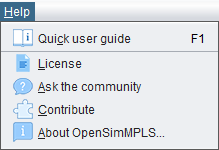 Help
Quick user guide F1
License
Ask the community
Contribute
About OpenSimMPLS...